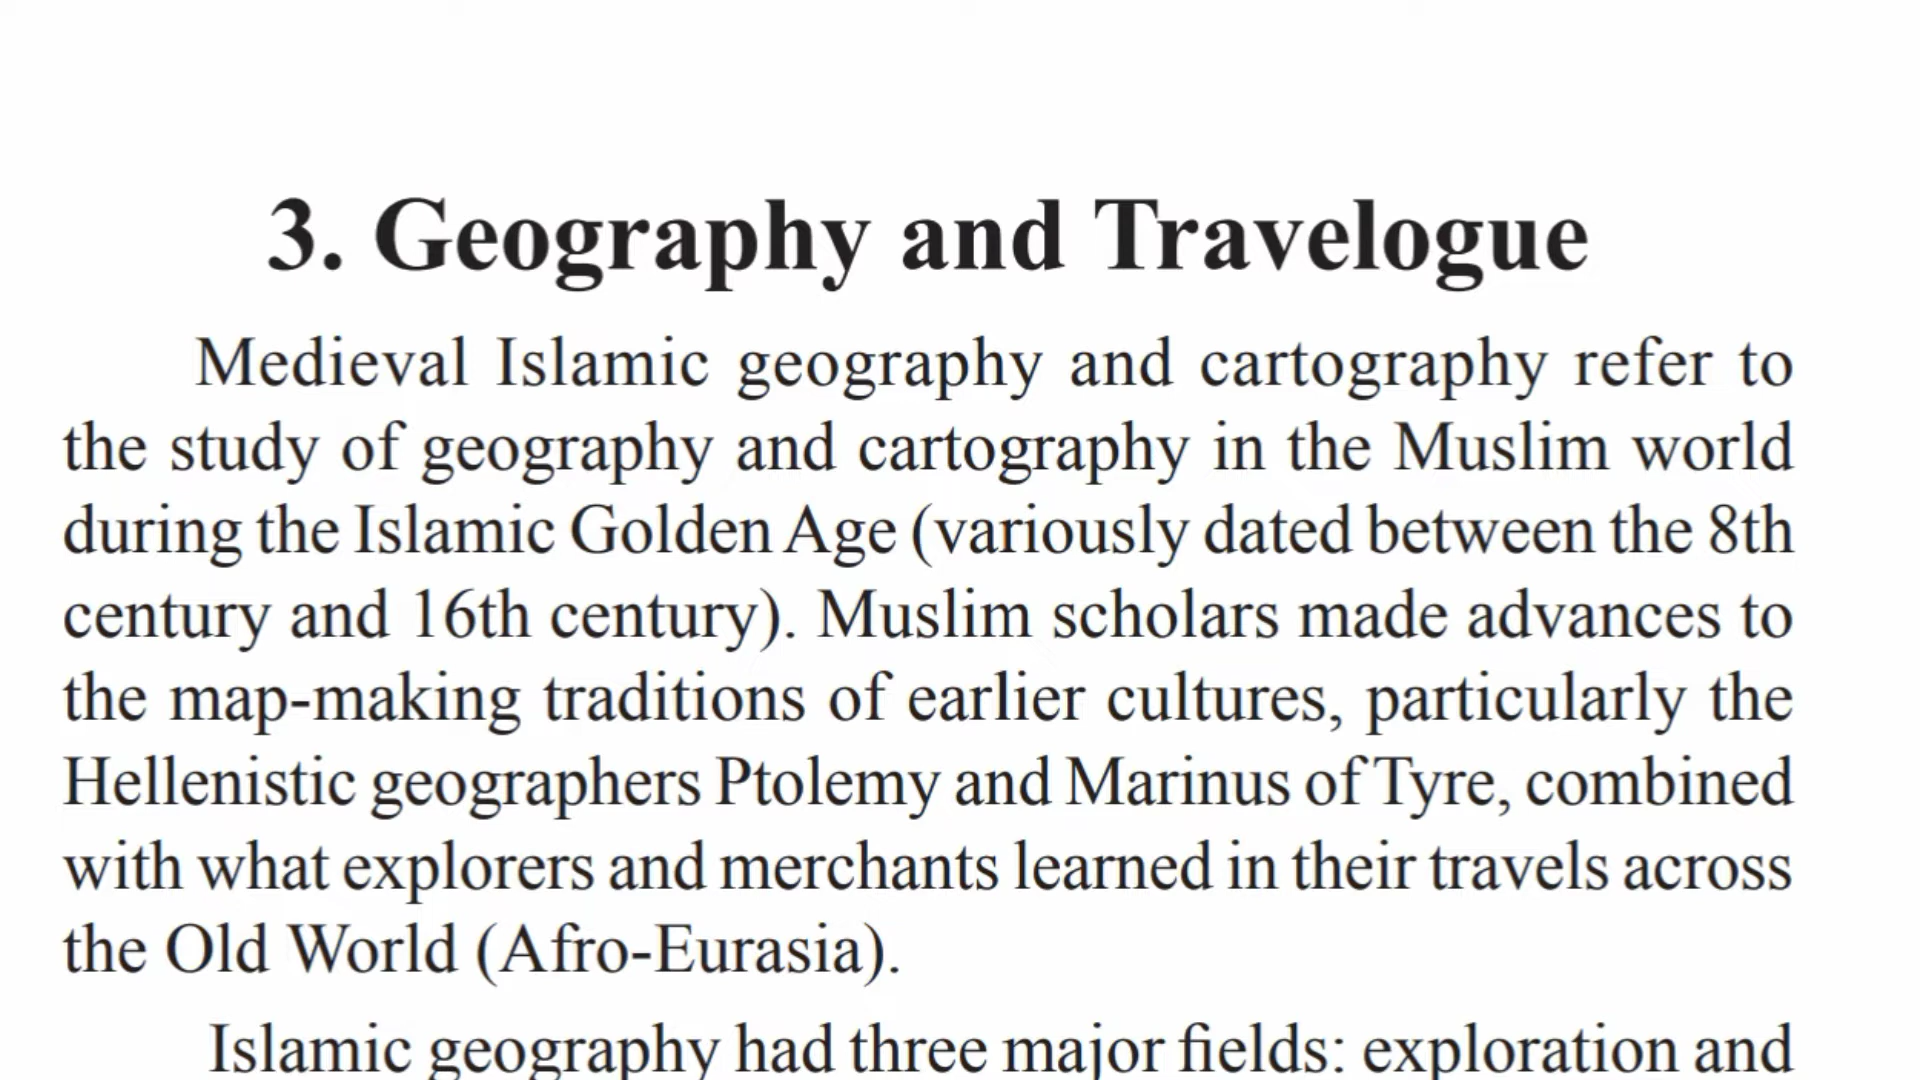 3. Geography and Travelogue
Medieval Islamic geography and cartography refer to
the study of geography and cartography in the Muslim world
during the Islamic Golden Age (variously dated between the 8th
century and 16th century). Muslim scholars made advances to
the map-making traditions of earlier cultures, particularly the
Hellenistic geographers Ptolemy and Marinus of Tyre, combined
with what explorers and merchants learned in their travels across
the Old World (Afro-Eurasia).
Islamic geography had three major fields: exploration and